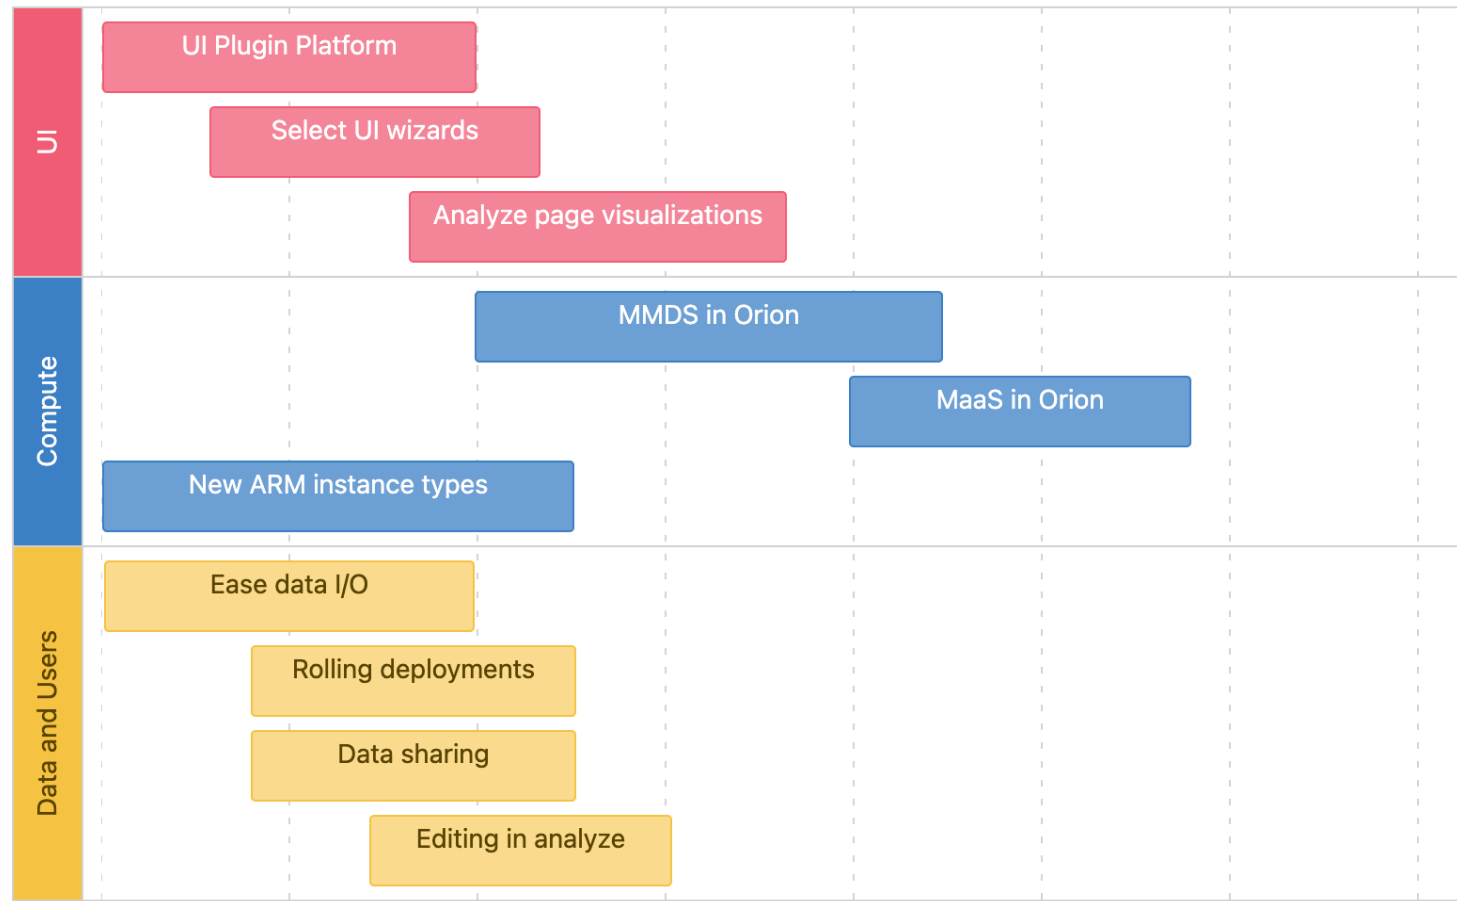 UI
UI Plugin Platform
Select UI wizards
Analyze page visualizations
Compute
MMDS in Orion
MaaS in Orion
New ARM instance types
Data and Users
Ease data I/O
Rolling deployments
Data sharing
Editing in analyze